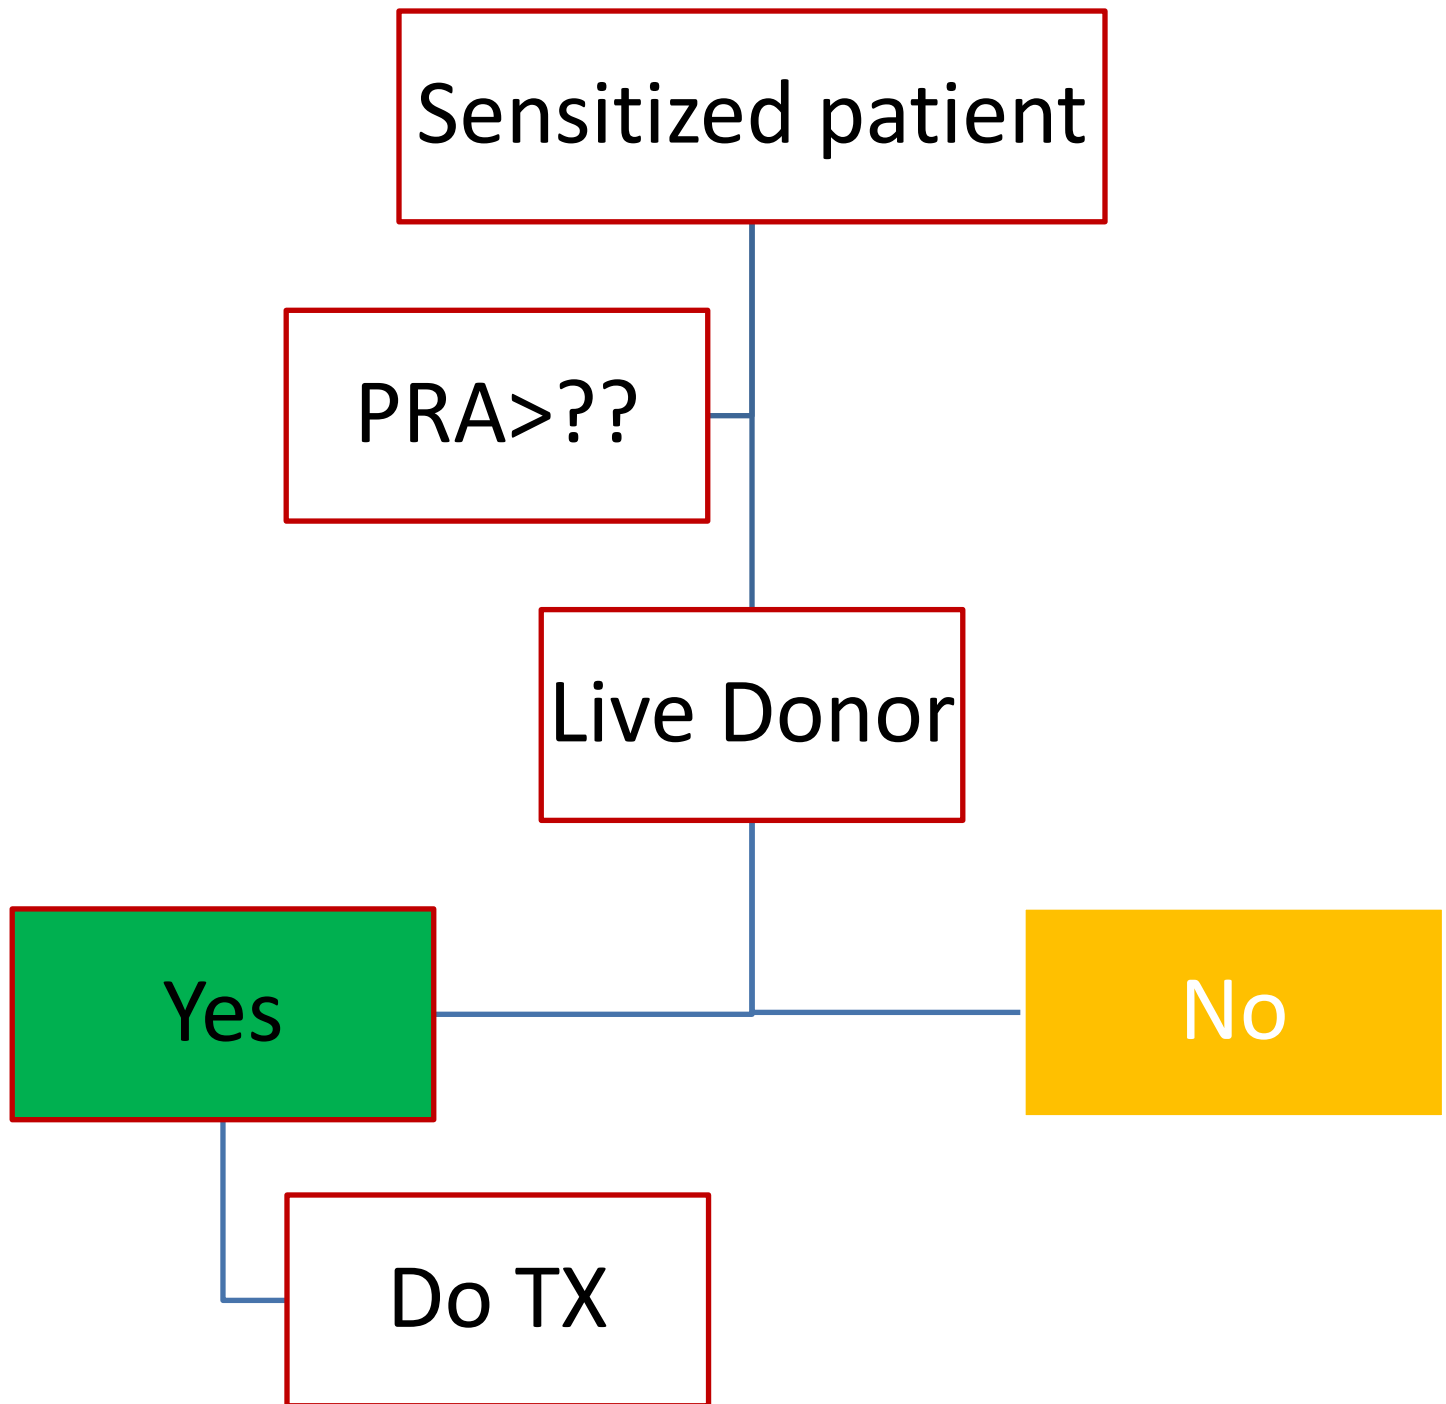 Sensitized patient
PRA>??
Live Donor
Yes
No
Do TX